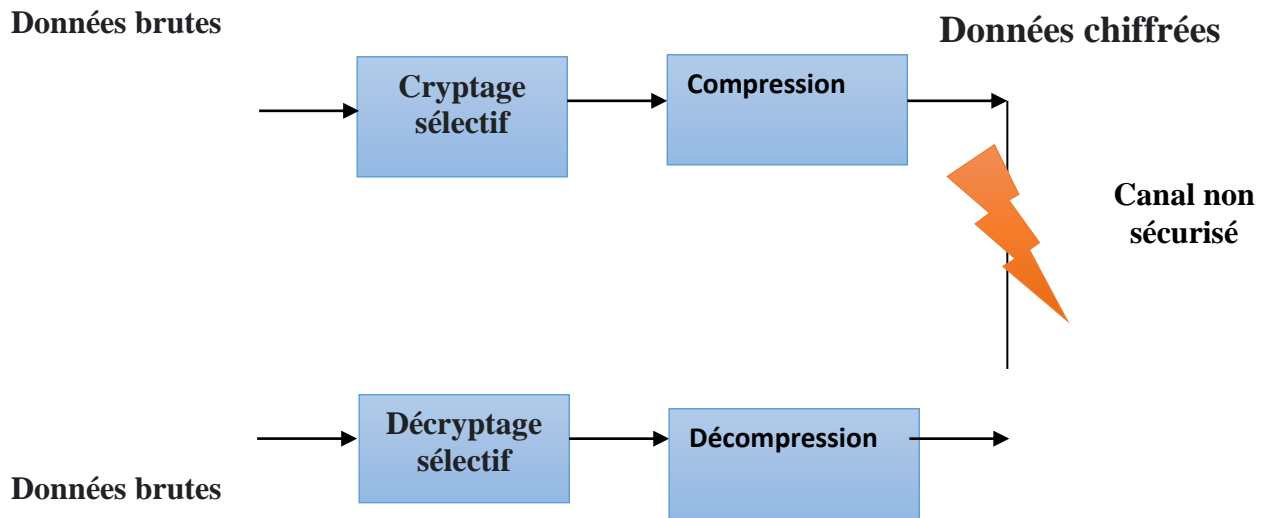 Données brutes
Données chiffrées
Cryptage
sélectif
Compression
Canal non
sécurisé
Décryptage
sélectif
Décompression
Données brutes